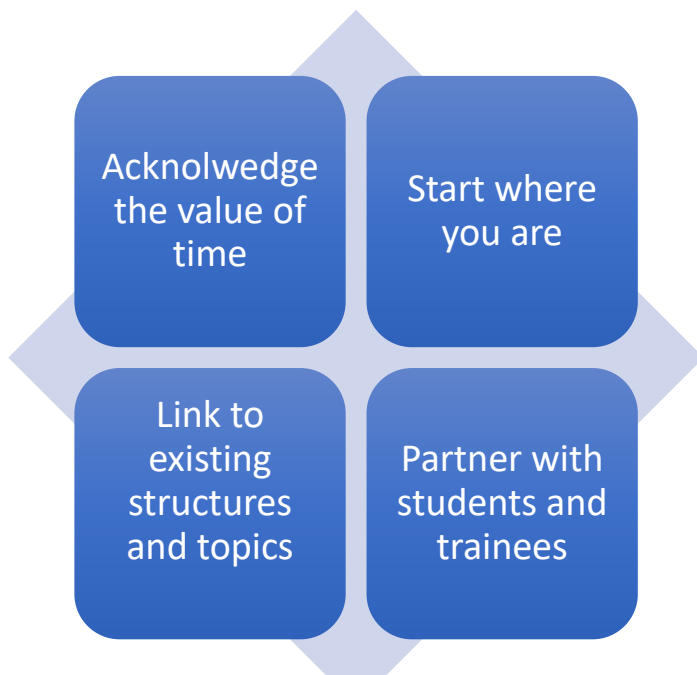 Acknolwedge
the value of
time
Start where
you are
Link to
existing
structures
and topics
Partner with
students and
trainees